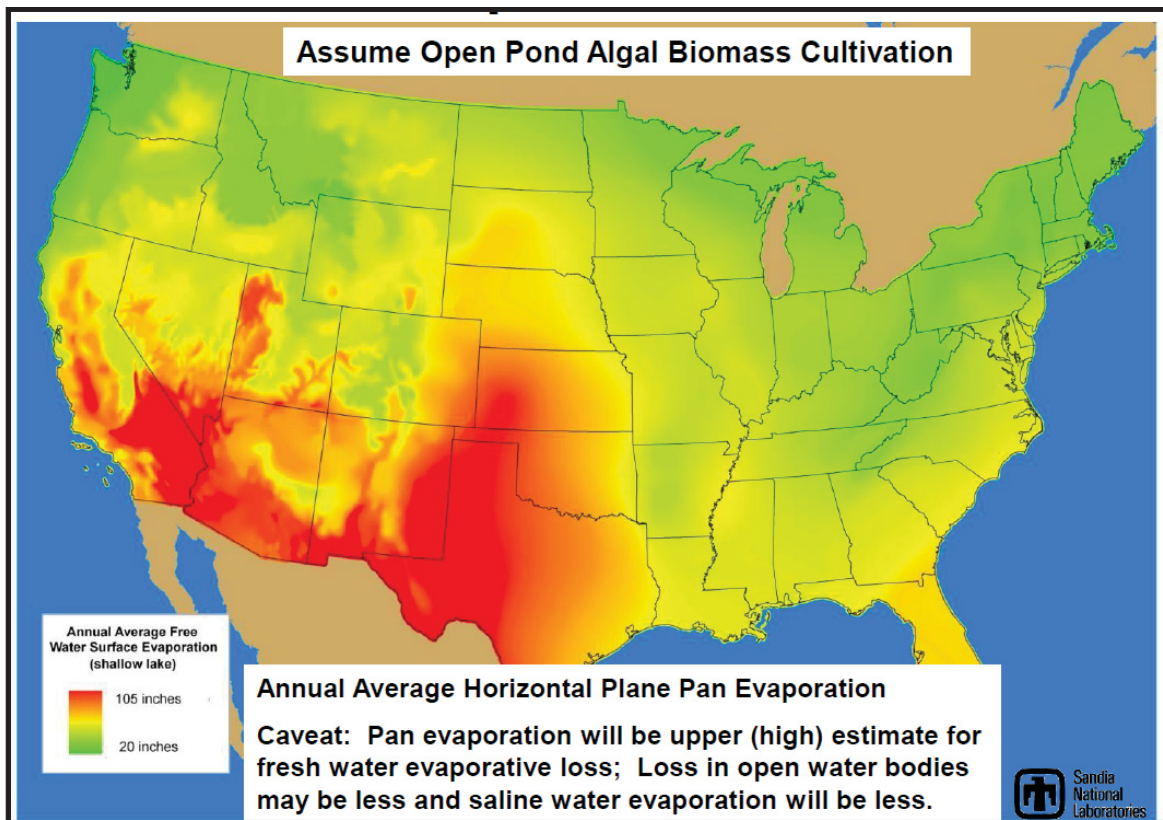 Assume Open Pond Algal Biomass Cultivation
Annual Average Free
Water Surface Evaporation
(shallow lake)
105 inches
20 inches
Annual Average Horizontal Plane Pan Evaporation
Caveat: Pan evaporation will be upper (high) estimate for
fresh water evaporative loss; Loss in open water bodies
may be less and saline water evaporation will be less.
Sandia
National
Laboratories